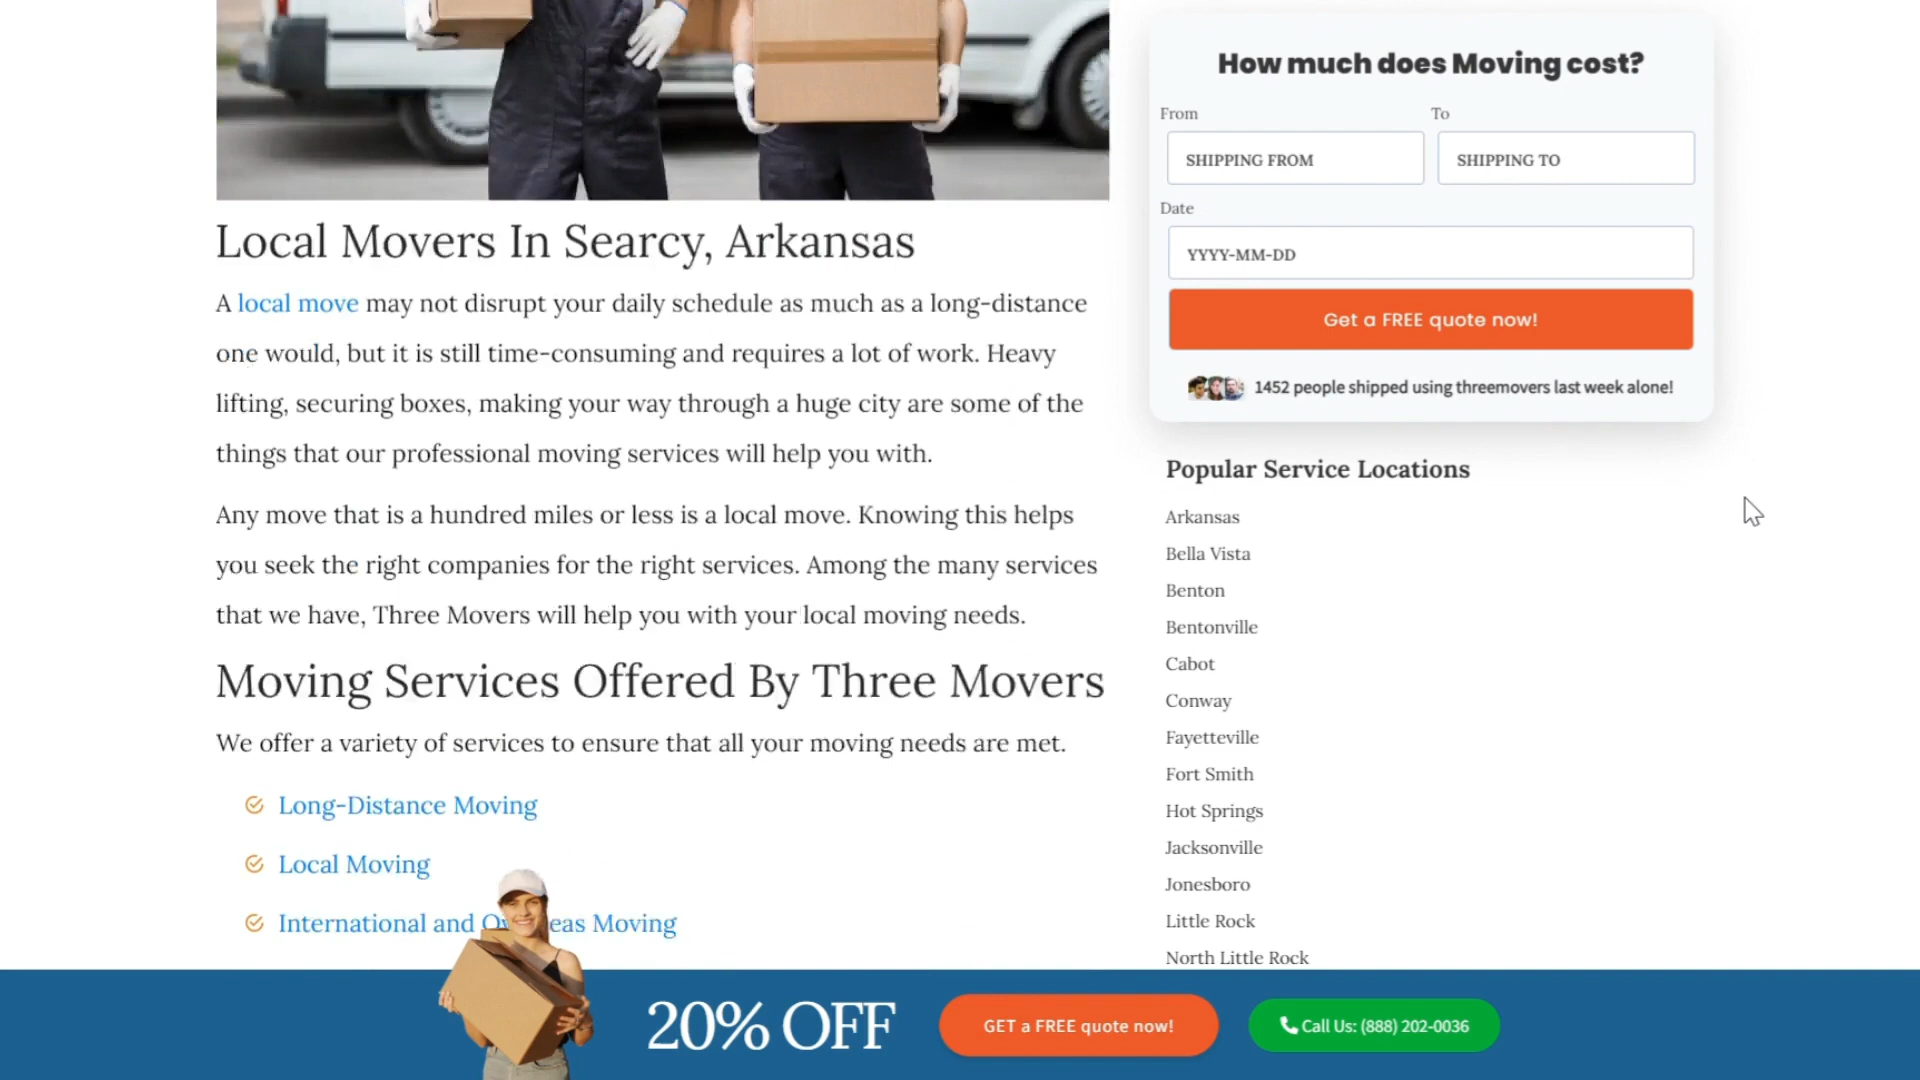 Local Movers In Searcy, Arkansas
A local move may not disrupt your daily schedule as much as a long-distance
one would, but it is still time-consuming and requires a lot of work. Heavy
lifting, securing boxes, making your way through a huge city are some of the
things that our professional moving services will help you with.
Any move that is a hundred miles or less is a local move. Knowing this helps
you seek the right companies for the right services. Among the many services
that we have, Three Movers will help you with your local moving needs.
Moving Services Offered By Three Movers
We offer a variety of services to ensure that all your moving needs are met.
Long-Distance Moving
Local Moving
International and Ov eas Moving
How much does Moving cost?
From To
SHIPPING FROM SHIPPING TO
Date
YYYY-MM-DD
Get a FREE quote now!
1452 people shipped using threemovers last week alone!
Popular Service Locations
Arkansas
Bella Vista
Benton
Bentonville
Cabot
Conway
Fayetteville
Fort Smith
Hot Springs
Jacksonville
Jonesboro
Little Rock
North Little Rock
20% OFF
GET a FREE quote now!
Call Us: (888) 202-0036